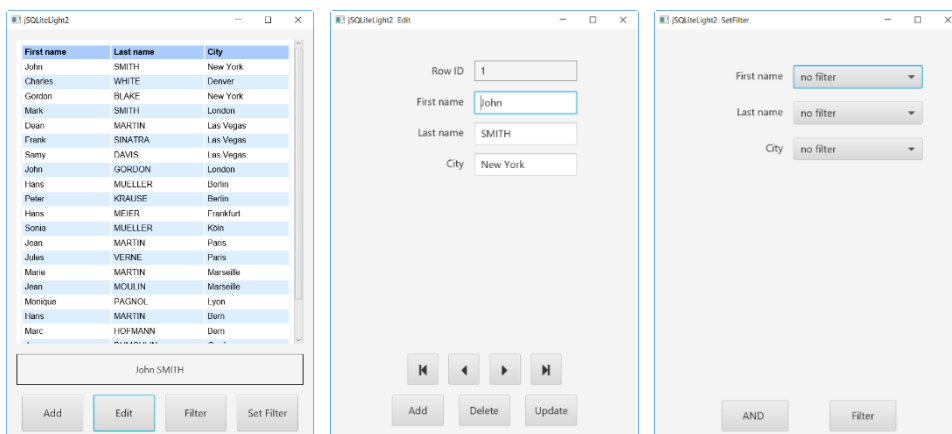 jSQLiteLight2
First name Last name City
John SMITH New York
Charles WHITE Denver
Gordon BLAKE New York
Mark SMITH London
Dean MARTIN Las Vegas
Frank SINATRA Las Vegas
Samy DAVIS Las Vegas
John GORDON London
Hans MUELLER Berlin
Peter KRAUSE Berlin
Hans MEIER Frankfurt
Sonia MUELLER Köln
Jean MARTIN Paris
Jules VERNE Paris
Marie MARTIN Marseille
Jean MOULIN Marseille
Monique PAGNOL Lyon
Hans MARTIN Bern
Marc HOFMANN Bern
John SMITH
Add Edit Filter Set Filter
jSQLiteLight2 Edit
Row ID 1
First name John
Last name SMITH
City New York
Add Delete Update
jSQLiteLight2 SetFilter
First name no filter
Last name no filter
City no filter
AND Filter